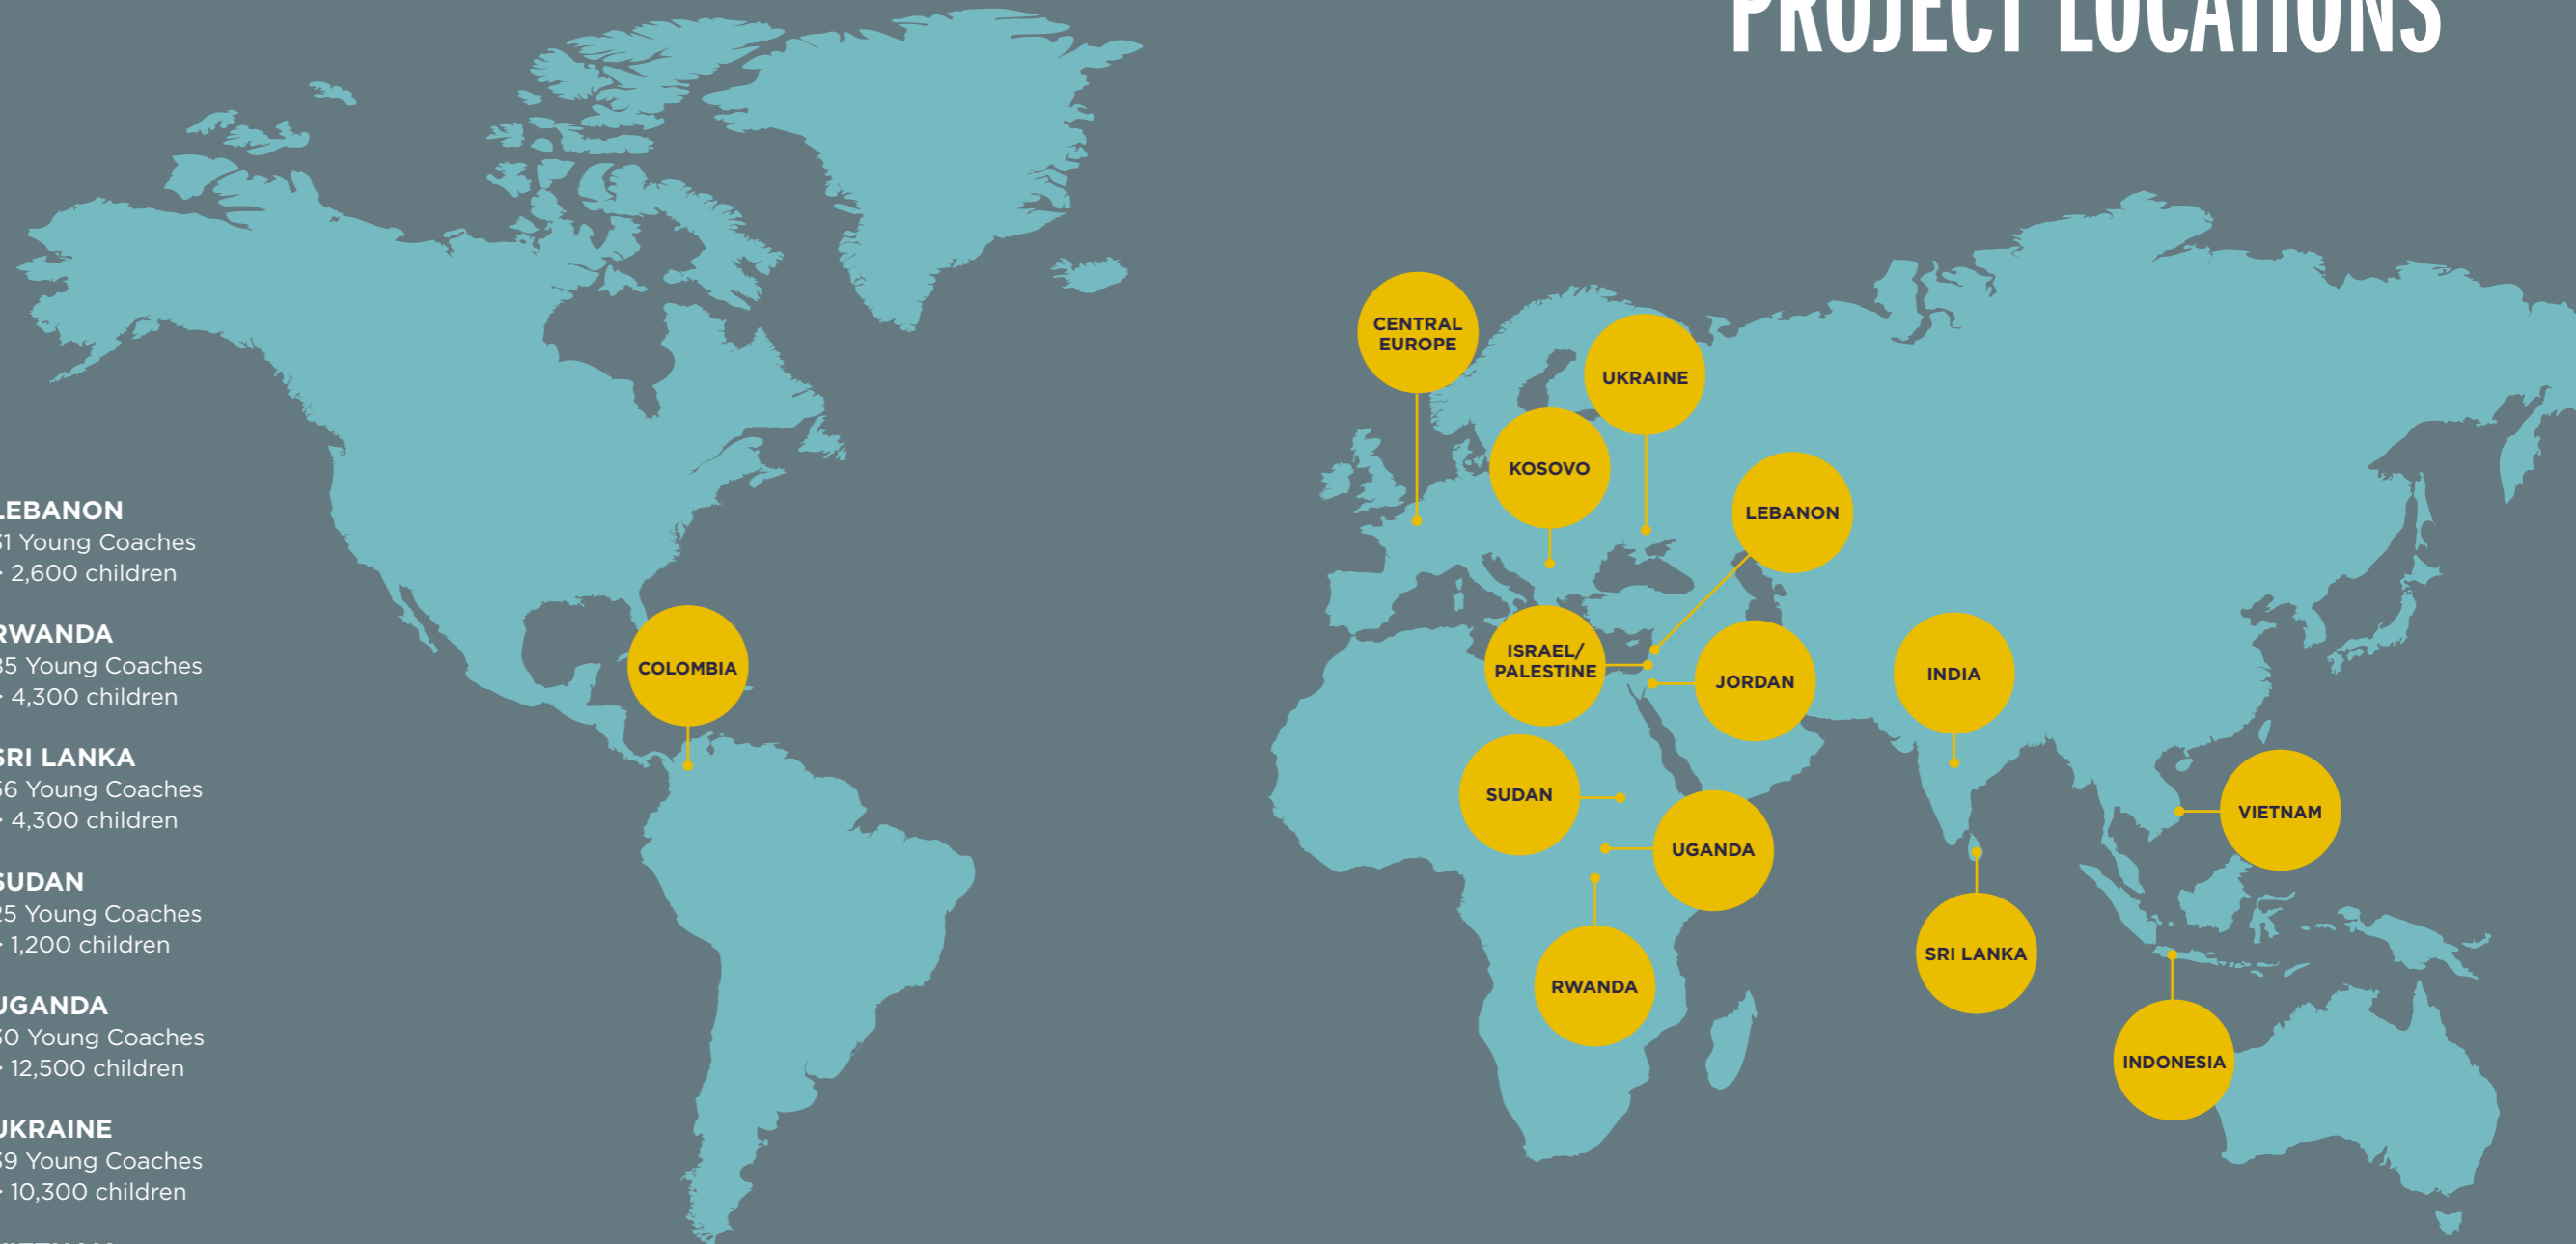 PROJECT LOCATIONS
LEBANON
Young Coaches
2,600 children
RWANDA
Young Coaches
4,300 children
SRI LANKA
Young Coaches
4,300 children
SUDAN
Young Coaches
1,200 children
UGANDA
Young Coaches
12,500 children
UKRAINE
Young Coaches
10,300 children
COLOMBIA
CENTRAL
EUROPE
UKRAINE
KOSOVO
LEBANON
ISRAEL/
PALESTINE
JORDAN
INDIA
SUDAN
UGANDA
VIETNAM
RWANDA
SRI LANKA
INDONESIA